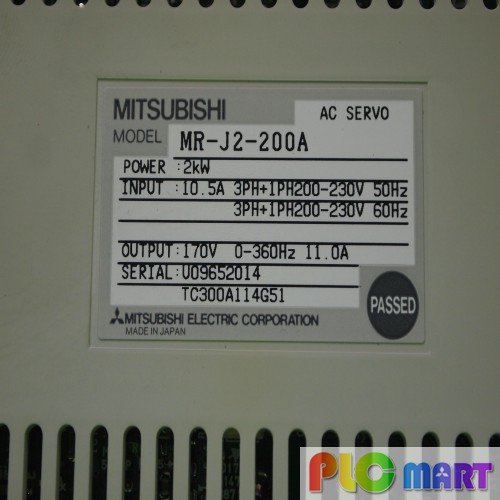 MITSUBISHI AC SERVO
MODEL MR-J2-200A
POWER :2kW
INPUT :10.5A 3PH+1PH200-230V 50Hz
3PH+1PH200-230V 60Hz
OUTPUT:170V 0-360Hz 11.0A
SERIAL:U09652014
TC300A114G51
PASSED
MITSUBISHI ELECTRIC CORPORATION
MADE IN JAPAN
PLC mart